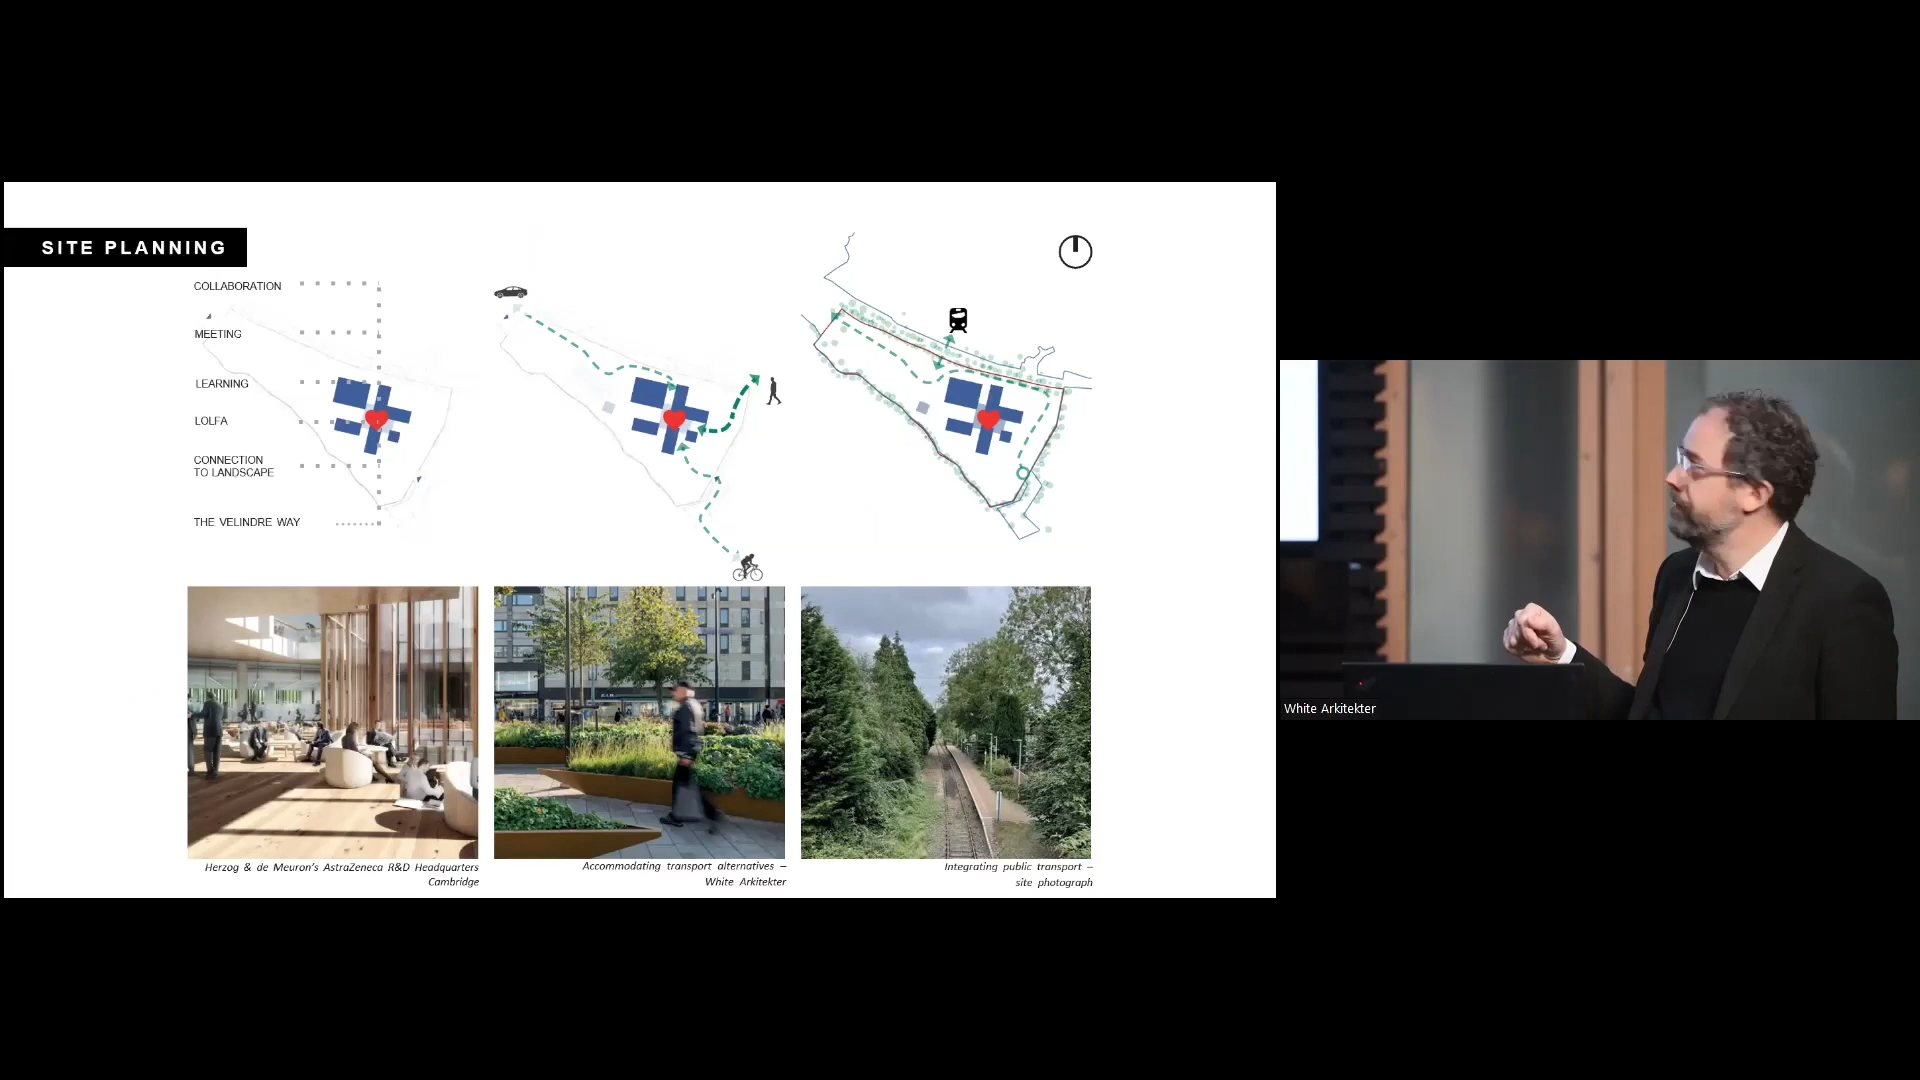 SITE PLANNING
COLLABORATION
MEETING
LEARNING
LOLFA
CONNECTION
TO LANDSCAPE
THE VELINDRE WAY
Herzog & de Meuron's AstraZeneca R&D Headquarters
Cambridge
Accommodating transport alternatives –
White Arkitekter
Integrating public transport –
site photograph
White Arkitekter